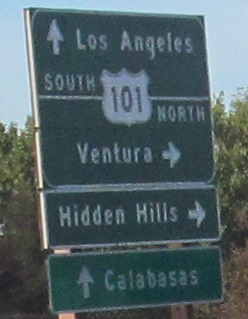 Los Angeles
SOUTH 101 NORTH
Ventura
Hidden Hills
Calabasas